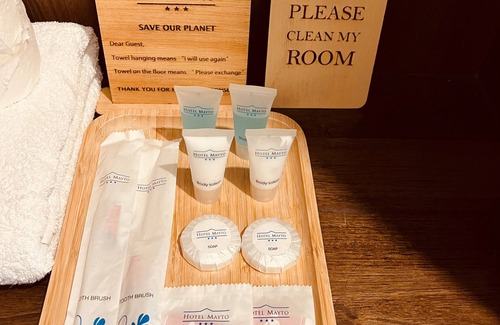 HOTEL MAYTO
SAVE OUR PLANET
Dear Guest,
Towel hanging means "I will use again"
Towel on the floor means "Please exchange"
THANK YOU FOR
PLEASE
CLEAN MY
ROOM
HOTEL MAYTO
HOTEL MAYTO
HOTEL MAYTO
Body lotion
HOTEL MAYTO
Body lotion
HOTEL MAYTO
HOTEL MAYTO
HOTEL MAYTO
SOAP
HOTEL MAYTO
SOAP
TOOTH BRUSH
TOOTH BRUSH
HOTEL MAYTO
HOTEL MAYTO